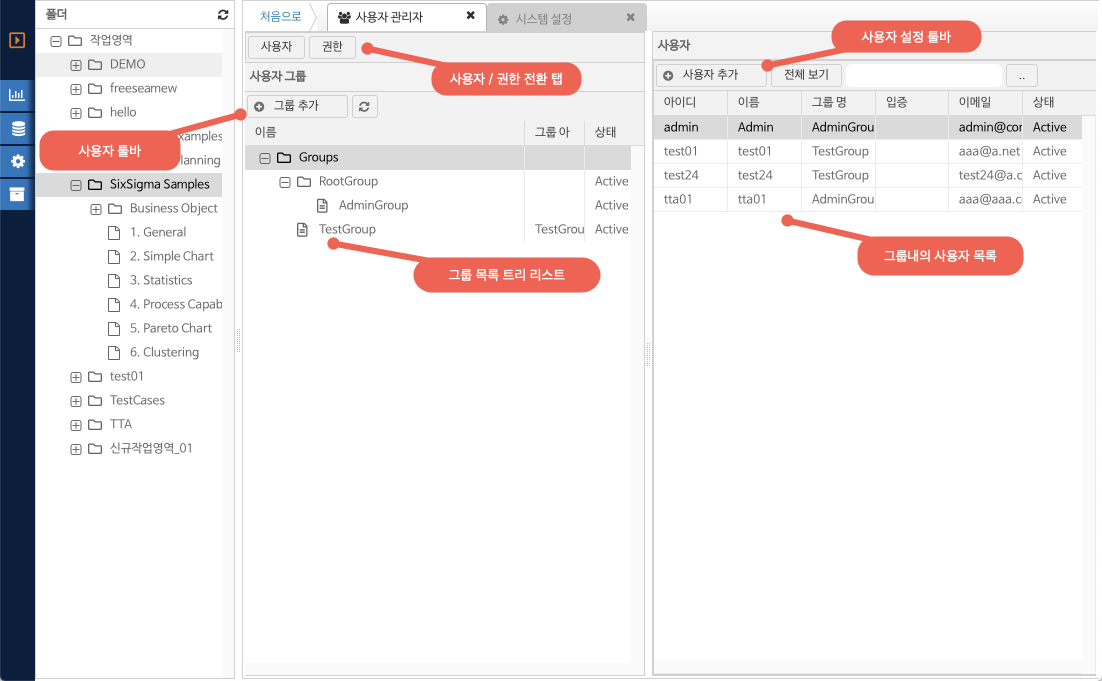 폴더
작업영역
DEMO
freeseamew
hello
xamples
lanning
SixSigma Samples
Business Object
1. General
2. Simple Chart
3. Statistics
4. Process Capab
5. Pareto Chart
6. Clustering
test01
TestCases
TTA
신규작업영역_01
사용자 툴바
처음으로
사용자 관리자
시스템 설정
사용자
권한
사용자 / 권한 전환 탭
사용자 그룹
그룹 추가
이름 그룹 아 상태
Groups
RootGroup Active
AdminGroup Active
TestGroup TestGrou Active
그룹 목록 트리 리스트
사용자 설정 툴바
사용자
사용자 추가 전체 보기 ..
아이디 이름 그룹 명 입증 이메일 상태
admin Admin AdminGrou admin@cor Active
test01 test01 TestGroup aaa@a.net Active
test24 test24 TestGroup test24@a.c Active
tta01 tta01 AdminGrou aaa@aaa.c Active
그룹내의 사용자 목록